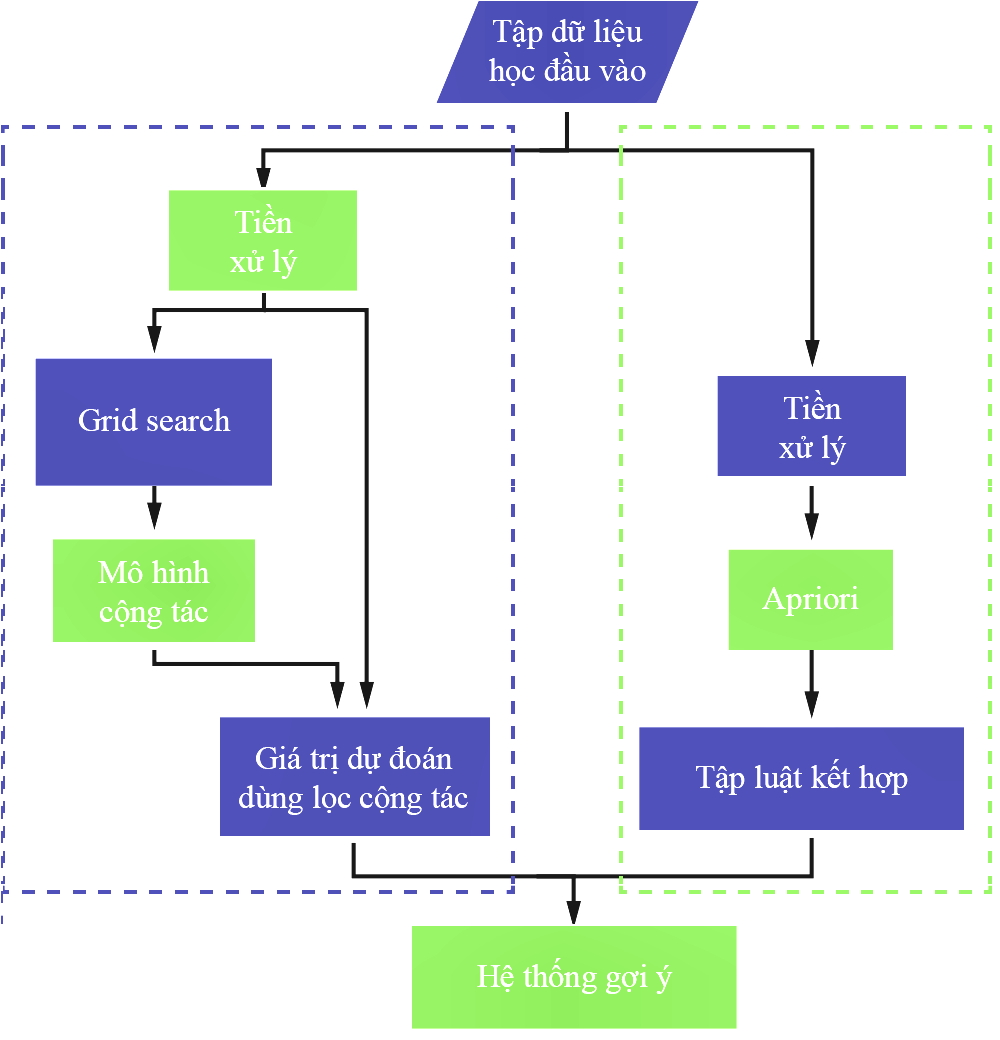 Tập dữ liệu
học đầu vào
Tiền
xử lý
Grid search
Mô hình
cộng tác
Giá trị dự đoán
dùng lọc cộng tác
Tiền
xử lý
Apriori
Tập luật kết hợp
Hệ thống gợi ý